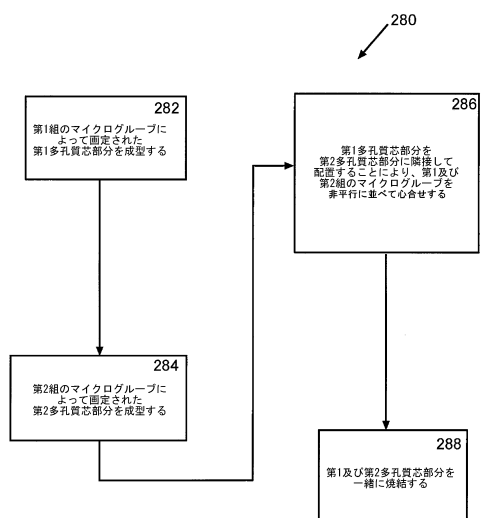 280
282
第1組のマイクログルーブに
よって画定された
第1多孔質芯部分を成型する
284
第2組のマイクログルーブに
よって画定された
第2多孔質芯部分を成型する
286
第1多孔質芯部分を
第2多孔質芯部分に隣接して
配置することにより、第1及び
第2組のマイクログルーブを
非平行に並べて心合せする
288
第1及び第2多孔質芯部分を
一緒に焼結する